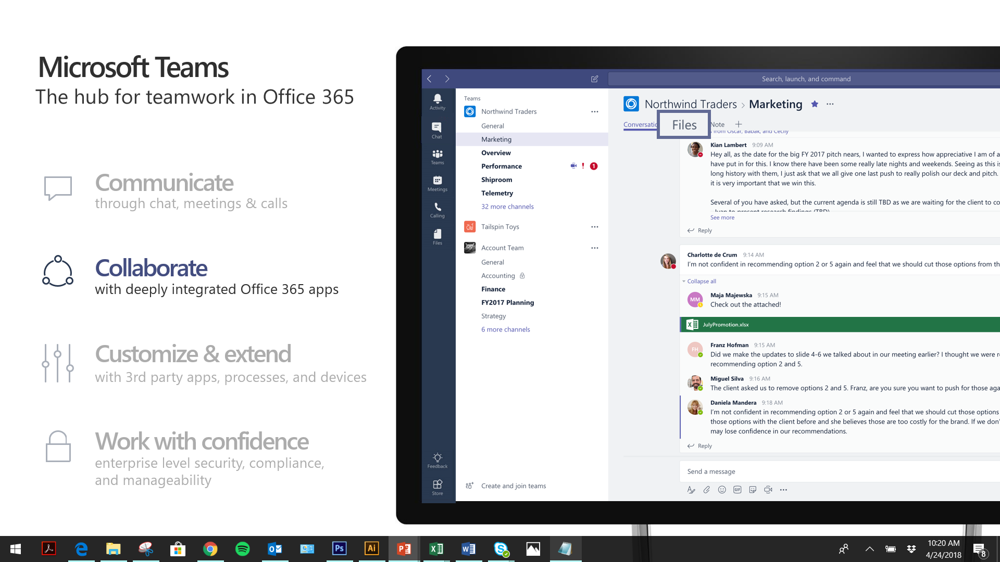 Microsoft Teams
The hub for teamwork in Office 365
Communicate
through chat, meetings & calls
Collaborate
with deeply integrated Office 365 apps
Customize & extend
with 3rd party apps, processes, and devices
Work with confidence
enterprise level security, compliance,
and manageability
Search, launch, and command
Activity
Chat
Teams
Meetings
Calling
Files
Feedback
Store
Teams
Northwind Traders
General
Marketing
Overview
Performance
1
Shiproom
Telemetry
32 more channels
Tailspin Toys
Account Team
General
Accounting
Finance
FY2017 Planning
Strategy
6 more channels
Create and join teams
Northwind Traders > Marketing
Files
Note
from Oscar, Babak, and Cecily
Kian Lambert 9:09 AM
Hey all, as the date for the big FY 2017 pitch nears, I wanted to express how appreciative I am of a
have put in for this. I know there have been some really late nights and weekends. Seeing as this is
long history with them, I just ask that we all give one last push to really polish our deck and pitch.
it is very important that we win this.
Several of you have asked, but the current agenda is still TBD as we are waiting for the client to co
to present research findings (TBD)
See more
Reply
Charlotte de Crum 9:14 AM
I'm not confident in recommending option 2 or 5 again and feel that we should cut those options from th
Collapse all
MM
Maja Majewska 9:15 AM
Check out the attached!
JulyPromotion.xlsx
FH
Franz Hofman 9:15 AM
Did we make the updates to slide 4-6 we talked about in our meeting earlier? I thought we were r
recommending option 2 and 5.
Miguel Silva 9:16 AM
The client asked us to remove options 2 and 5. Franz, are you sure you want to push for those aga
Daniela Mandera 9:18 AM
I'm not confident in recommending option 2 or 5 again and feel that we should cut those options
those options with the client before and she believes those are too costly for the brand. If we don'
may lose confidence in our recommendations.
Reply
Send a message
GIF
Ps
Ai
10:20 AM
4/24/2018
8